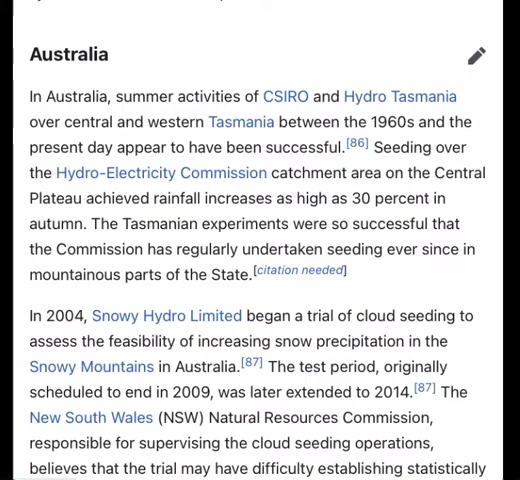 Australia
In Australia, summer activities of CSIRO and Hydro Tasmania
over central and western Tasmania between the 1960s and the
present day appear to have been successful.[86] Seeding over
the Hydro-Electricity Commission catchment area on the Central
Plateau achieved rainfall increases as high as 30 percent in
autumn. The Tasmanian experiments were so successful that
the Commission has regularly undertaken seeding ever since in
mountainous parts of the State.[citation needed]
In 2004, Snowy Hydro Limited began a trial of cloud seeding to
assess the feasibility of increasing snow precipitation in the
Snowy Mountains in Australia.[87] The test period, originally
scheduled to end in 2009, was later extended to 2014.[87] The
New South Wales (NSW) Natural Resources Commission,
responsible for supervising the cloud seeding operations,
believes that the trial may have difficulty establishing statistically